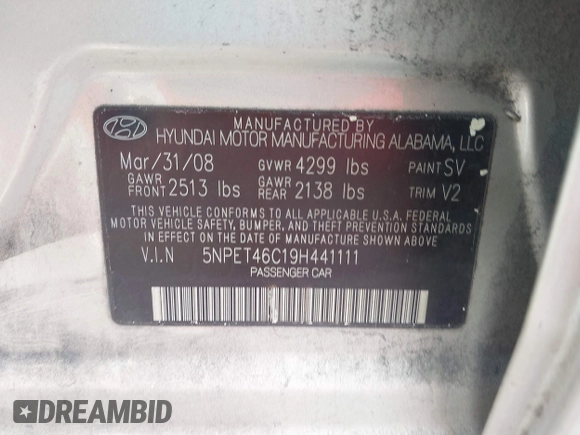 MANUFACTURED BY
HYUNDAI MOTOR MANUFACTURING ALABAMA, LLC
Mar/31/08 GVWR 4299 lbs PAINT SV
GAWR FRONT 2513 lbs GAWR REAR 2138 lbs TRIM V2
THIS VEHICLE CONFORMS TO ALL APPLICABLE U.S.A. FEDERAL
MOTOR VEHICLE SAFETY, BUMPER, AND THEFT PREVENTION STANDARDS
IN EFFECT ON THE DATE OF MANUFACTURE SHOWN ABOVE.
V.I.N 5NPET46C19H441111
PASSENGER CAR
DREAMBID